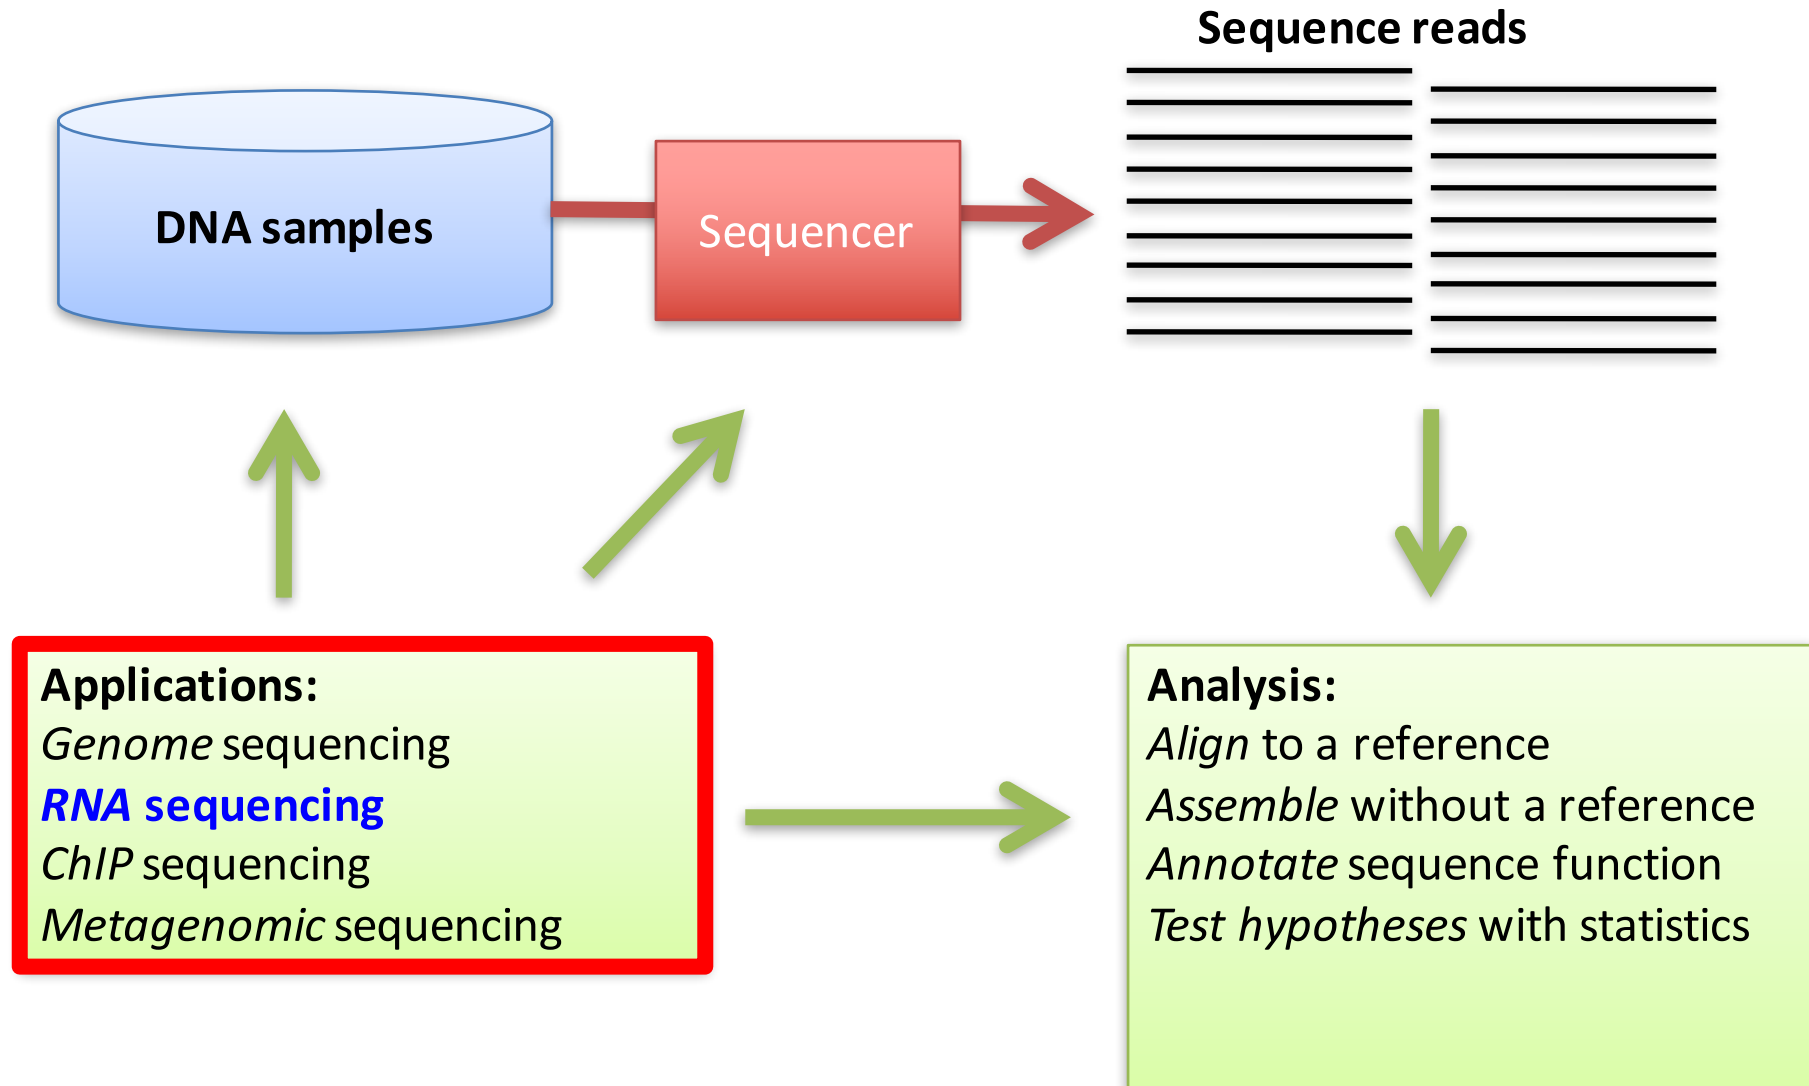 Sequence reads
DNA samples
Sequencer
Applications:
Genome sequencing
RNA sequencing
ChIP sequencing
Metagenomic sequencing
Analysis:
Align to a reference
Assemble without a reference
Annotate sequence function
Test hypotheses with statistics